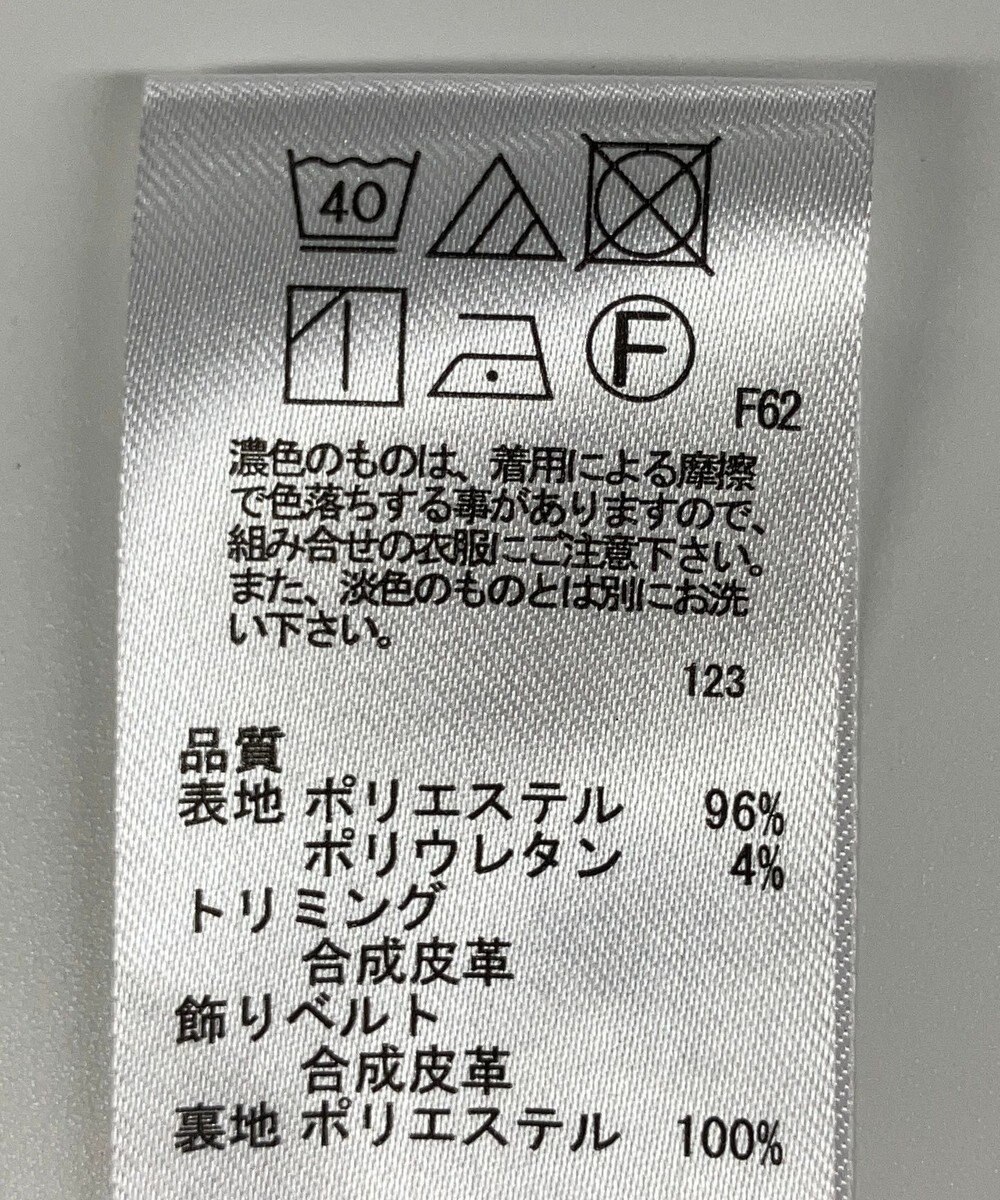 40
F
F62
濃色のものは、着用による摩擦
で色落ちする事がありますので、
組み合せの衣服にご注意下さい。
また、淡色のものとは別にお洗
い下さい。
123
品質
表地 ポリエステル 96%
ポリウレタン 4%
トリミング
合成皮革
飾りベルト
合成皮革
裏地 ポリエステル 100%